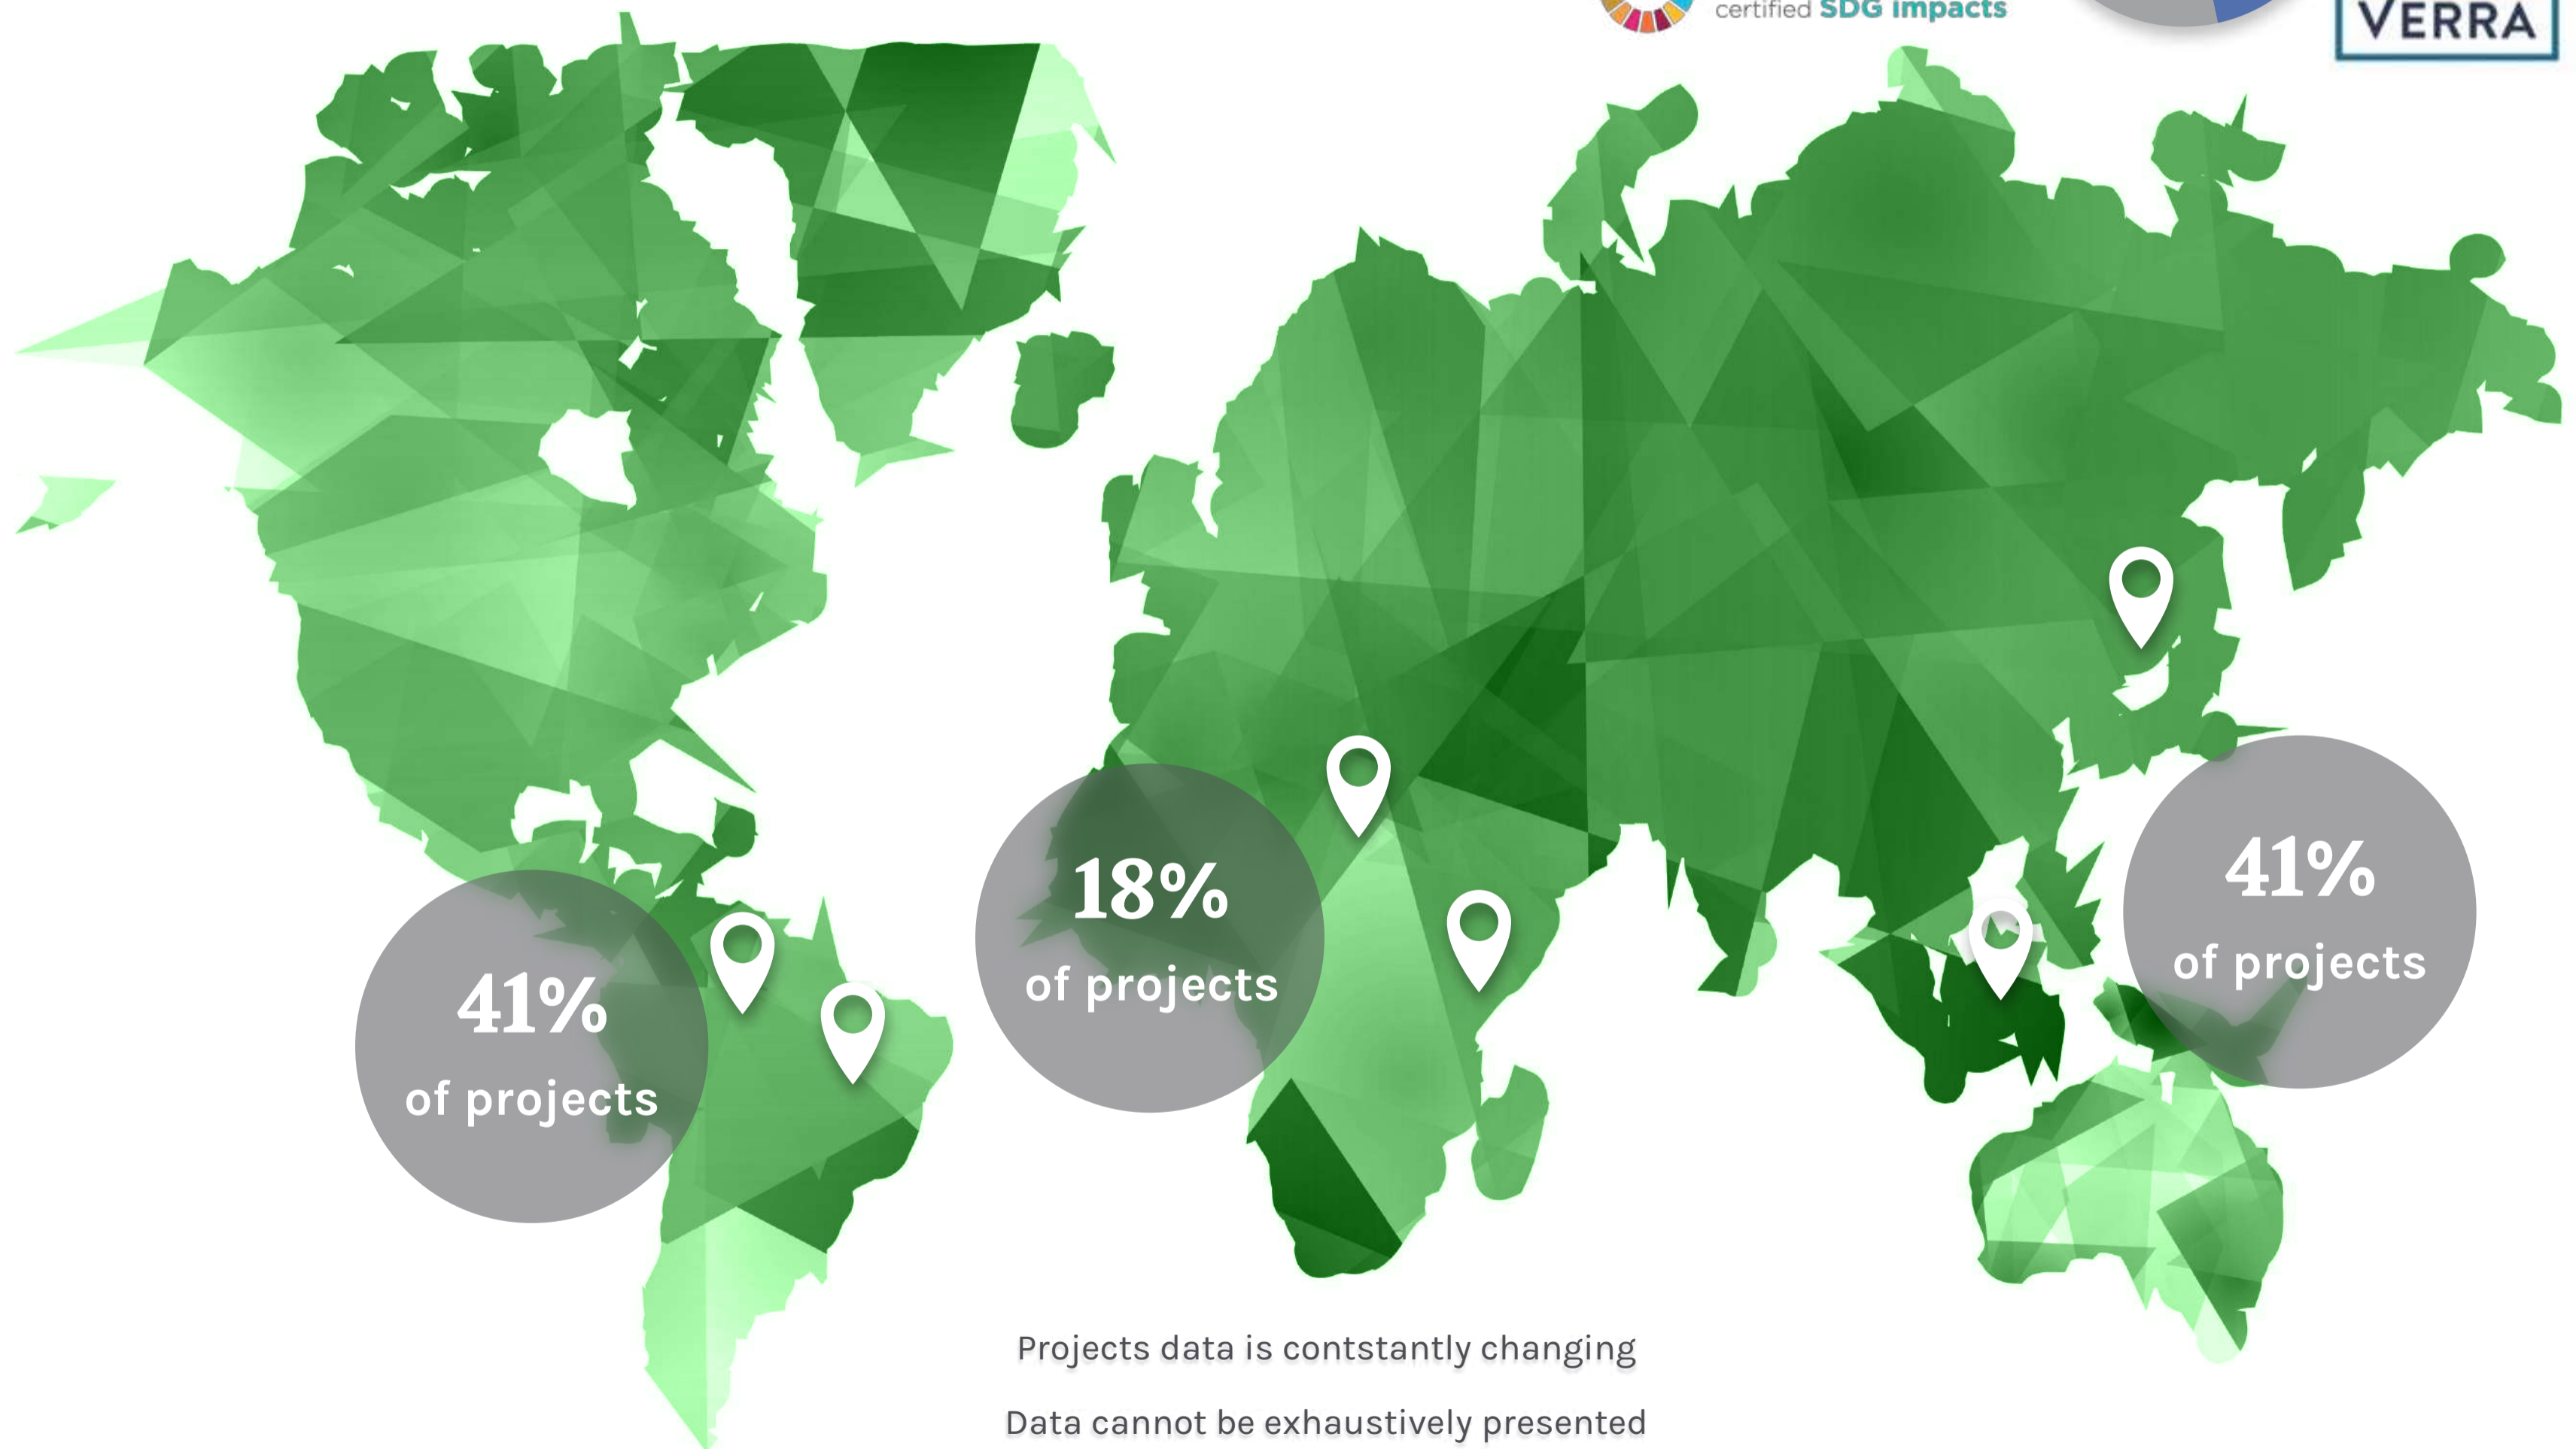 certified SDG impacts
VERRA
41%
of projects
18%
of projects
41%
of projects
Projects data is contstantly changing
Data cannot be exhaustively presented